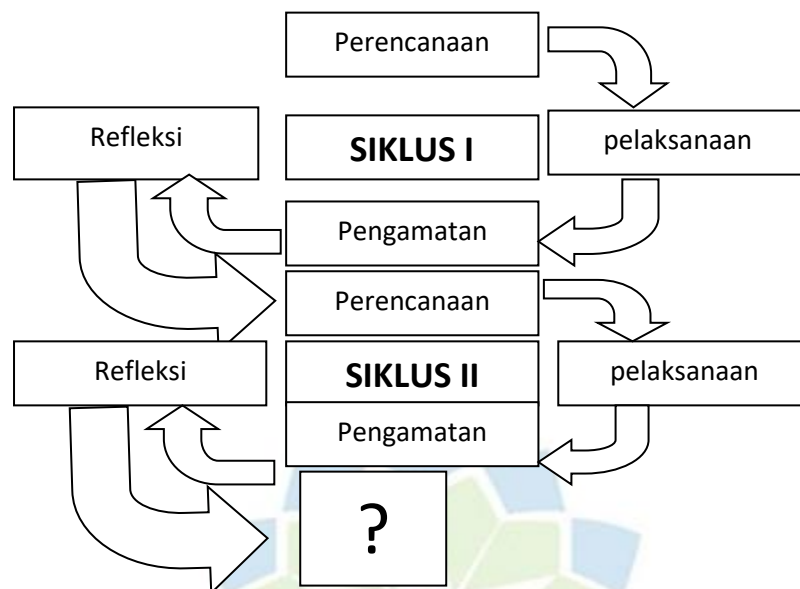 Perencanaan
Refleksi
SIKLUS I
pelaksanaan
Pengamatan
Perencanaan
Refleksi
SIKLUS II
pelaksanaan
Pengamatan
?